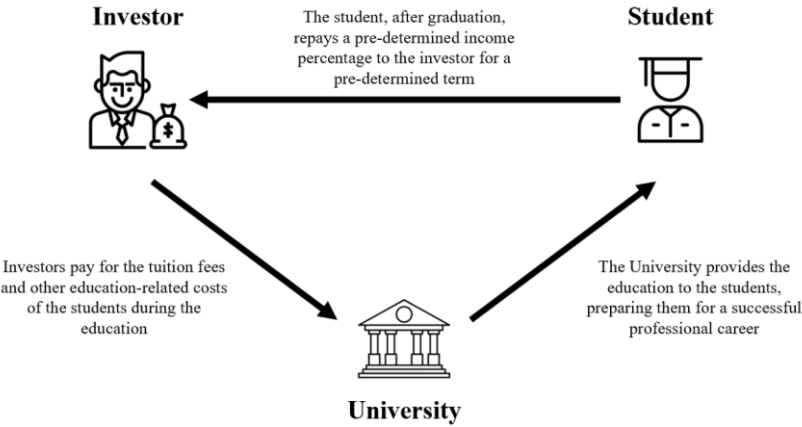 Investor
The student, after graduation,
repays a pre-determined income
percentage to the investor for a
pre-determined term
Student
$
Investors pay for the tuition fees
and other education-related costs
of the students during the
education
The University provides the
education to the students,
preparing them for a successful
professional career
University